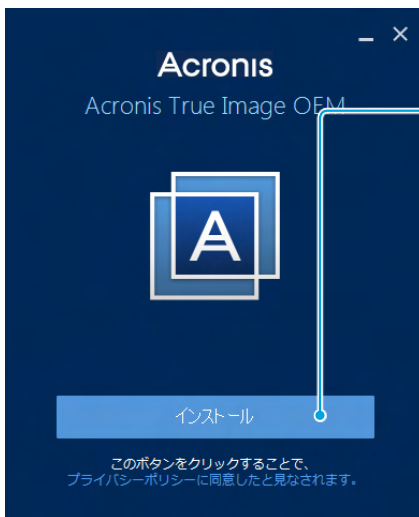 Acronis
Acronis True Image OEM
A
インストール
このボタンをクリックすることで、
プライバシーポリシーに同意したと見なされます。